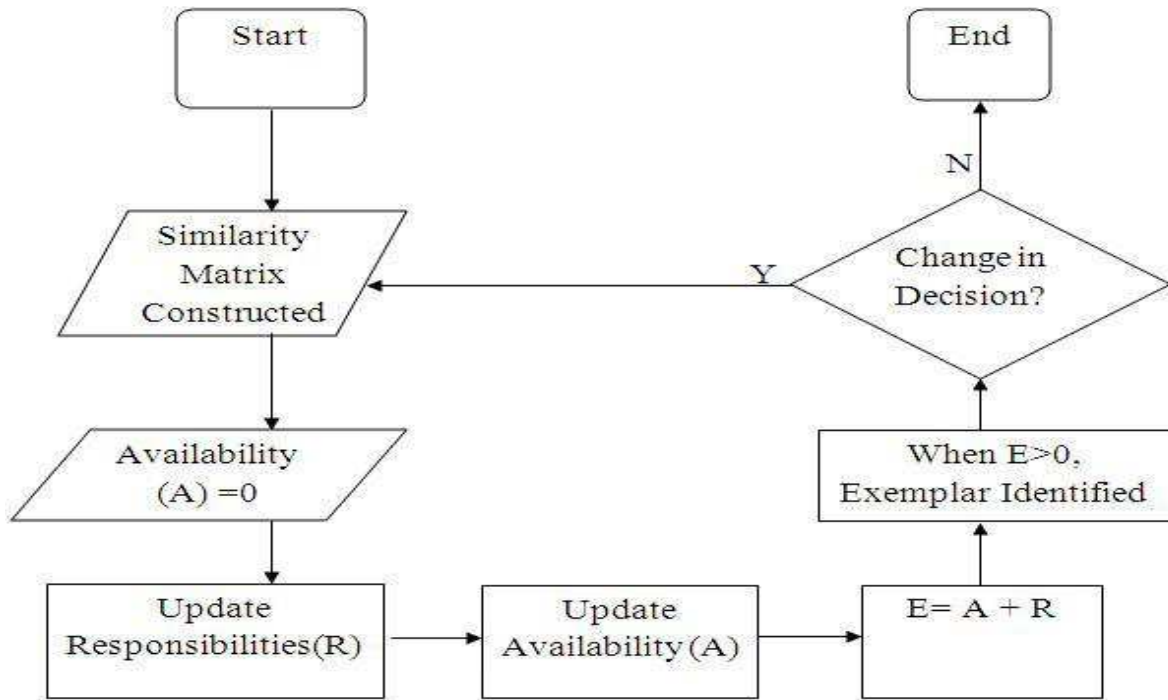 Start
Similarity
Matrix
Constructed
Availability
(A) =0
Update
Responsibilities(R)
Update
Availability(A)
E= A + R
When E>0,
Exemplar Identified
Change in
Decision?
Y
N
End